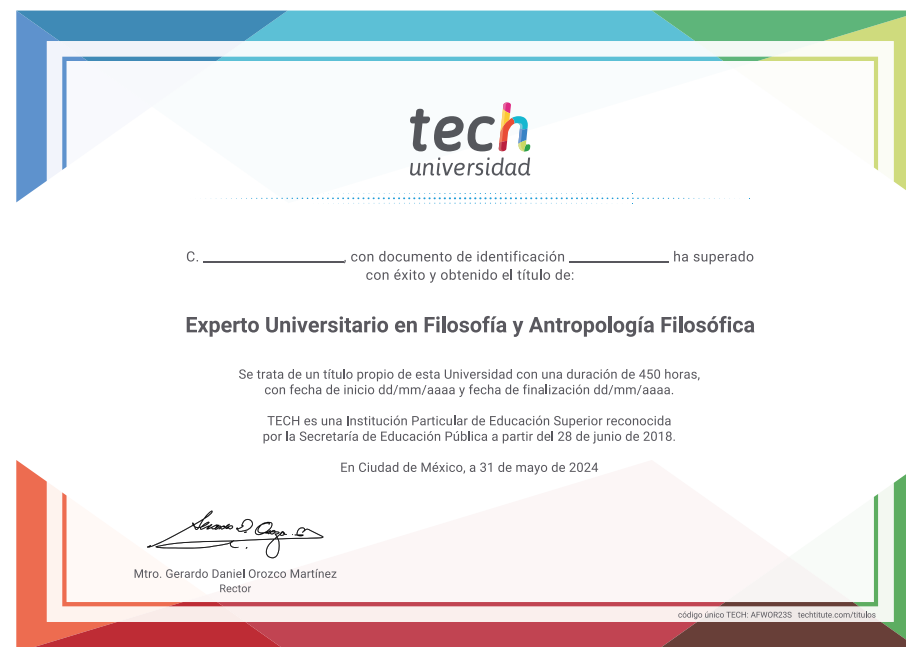 tech
universidad
C. ____________, con documento de identificación ____________ ha superado
con éxito y obtenido el título de:
Experto Universitario en Filosofía y Antropología Filosófica
Se trata de un título propio de esta Universidad con una duración de 450 horas,
con fecha de inicio dd/mm/aaaa y fecha de finalización dd/mm/aaaa.
TECH es una Institución Particular de Educación Superior reconocida
por la Secretaría de Educación Pública a partir del 28 de junio de 2018.
En Ciudad de México, a 31 de mayo de 2024
Mtro. Gerardo Daniel Orozco Martínez
Rector
código único TECH: AFWOR23S techtitute.com/titulos